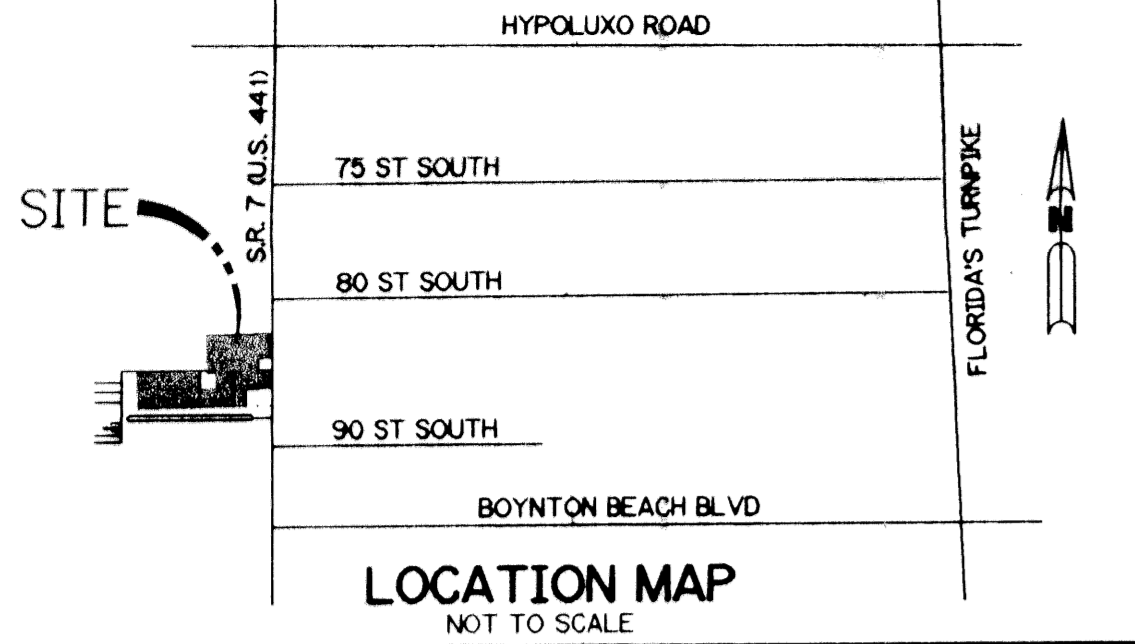 HYPOLUXO ROAD
S.R. 7 (U.S. 441)
75 ST SOUTH
FLORIDA'S TURNPIKE
SITE
N
80 ST SOUTH
90 ST SOUTH
BOYNTON BEACH BLVD
LOCATION MAP
NOT TO SCALE